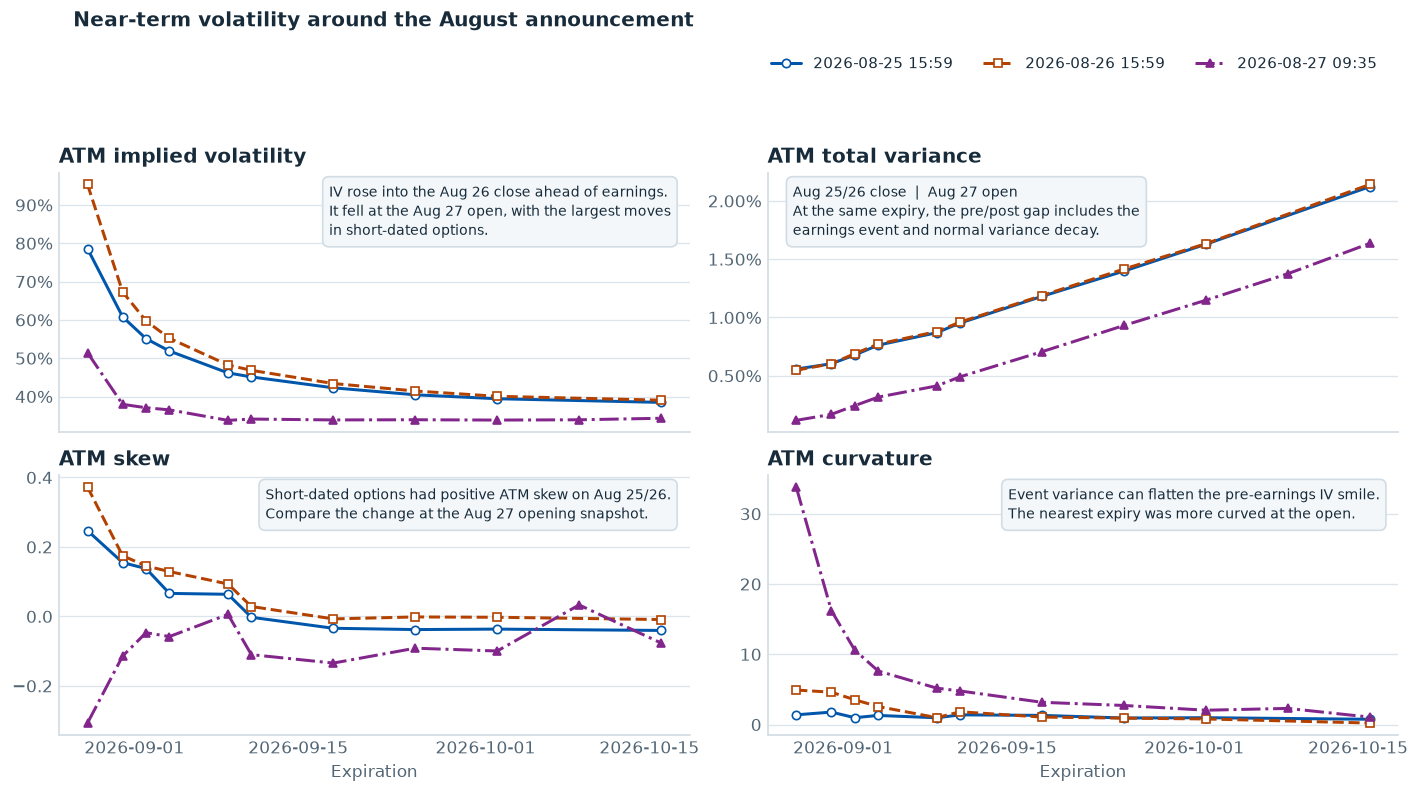 Near-term volatility around the August announcement
2026-08-25 15:59
2026-08-26 15:59
2026-08-27 09:35
ATM implied volatility
90%
80%
70%
60%
50%
40%
IV rose into the Aug 26 close ahead of earnings.
It fell at the Aug 27 open, with the largest moves
in short-dated options.
ATM total variance
2.00%
1.50%
1.00%
0.50%
Aug 25/26 close | Aug 27 open
At the same expiry, the pre/post gap includes the
earnings event and normal variance decay.
ATM skew
0.4
0.2
0.0
−0.2
Short-dated options had positive ATM skew on Aug 25/26.
Compare the change at the Aug 27 opening snapshot.
2026-09-01
2026-09-15
2026-10-01
2026-10-15
Expiration
ATM curvature
30
20
10
0
Event variance can flatten the pre-earnings IV smile.
The nearest expiry was more curved at the open.
2026-09-01
2026-09-15
2026-10-01
2026-10-15
Expiration